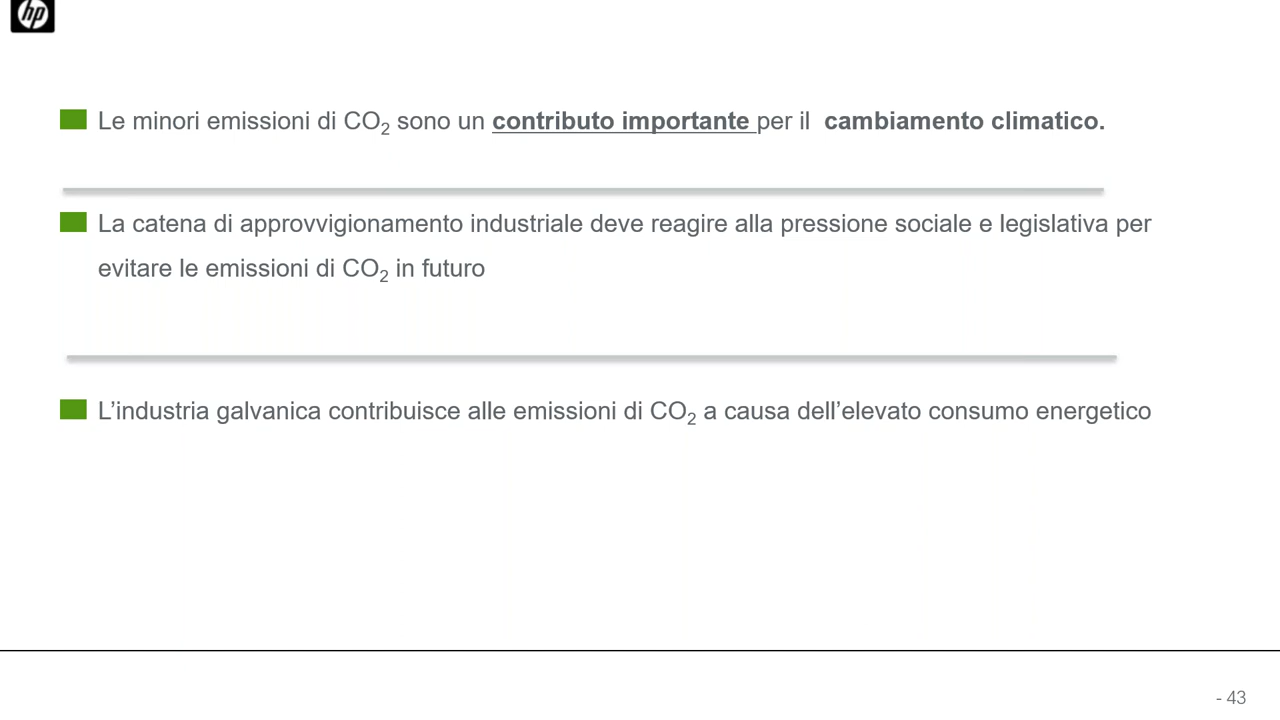 hp
Le minori emissioni di CO₂ sono un contributo importante per il cambiamento climatico.
La catena di approvvigionamento industriale deve reagire alla pressione sociale e legislativa per
evitare le emissioni di CO₂ in futuro
L’industria galvanica contribuisce alle emissioni di CO₂ a causa dell’elevato consumo energetico
- 43